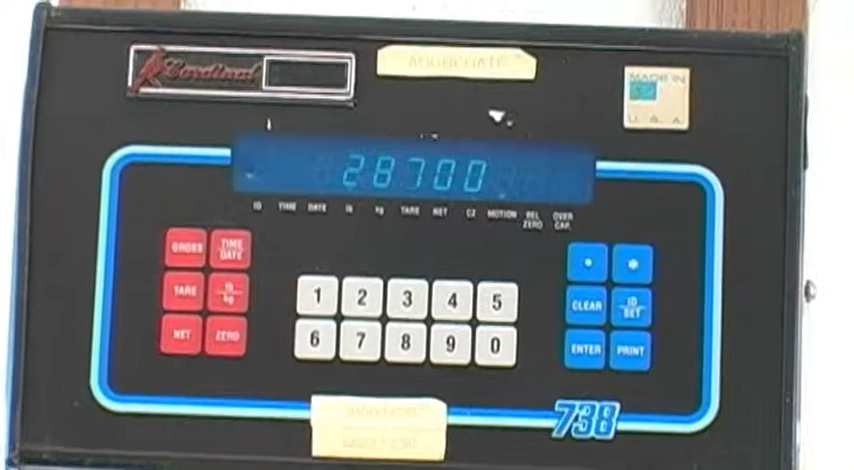 Cardinal
AGGREGATE
MADE IN
U. S. A.
28700
ID TIME DATE lb kg TARE NET CZ MOTION BEL ZERO OVER CAP.
GROSS TIME DATE
TARE lb kg
NET ZERO
1 2 3 4 5
6 7 8 9 0
• *
CLEAR ID SET
ENTER PRINT
738